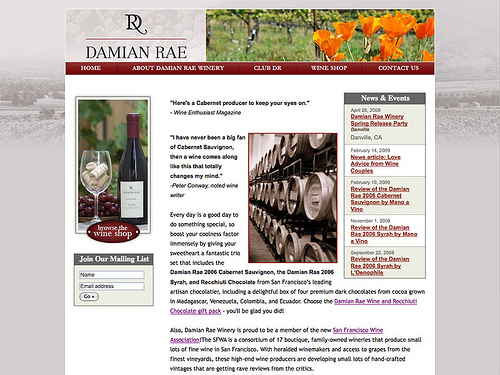 DR
DAMIAN RAE
HOME ABOUT DAMIAN RAE WINERY CLUB DR WINE SHOP CONTACT US
browse the
wine shop
Join Our Mailing List
Name
Email address
Go »
"Here's a Cabernet producer to keep your eyes on."
- Wine Enthusiast Magazine
"I have never been a big fan
of Cabernet Sauvignon,
then a wine comes along
like this that totally
changes my mind."
-Peter Conway, noted wine
writer
Every day is a good day to
do something special, so
boost your coolness factor
immensely by giving your
sweetheart a fantastic trio
set that includes the
Damian Rae 2006 Cabernet Sauvignon, the Damian Rae 2006
Syrah, and Recchiuti Chocolate from San Francisco's leading
artisan chocolatier, including a delightful box of four premium dark chocolates from cocoa grown
in Madagascar, Venezuela, Colombia, and Ecuador. Choose the Damian Rae Wine and Recchiuti
Chocolate gift pack - you'll be glad you did!
Also, Damian Rae Winery is proud to be a member of the new San Francisco Wine
Association!The SFWA is a consortium of 17 boutique, family-owned wineries that produce small
lots of fine wine in San Francisco. With heralded winemakers and access to grapes from the
finest vineyards, these high-end wine producers are developing small lots of hand-crafted
vintages that are getting rave reviews from the critics.
News & Events
April 25, 2009
Damian Rae Winery
Spring Release Party
Danville
Danville, CA
February 14, 2009
News article: Love
Advice from Wine
Couples
February 10, 2009
Review of the Damian
Rae 2006 Cabernet
Sauvignon by Mano a
Vino
November 1, 2008
Review of the Damian
Rae 2006 Syrah by Mano
a Vino
September 22, 2008
Review of the Damian
Rae 2006 Syrah by
L'Oenophile